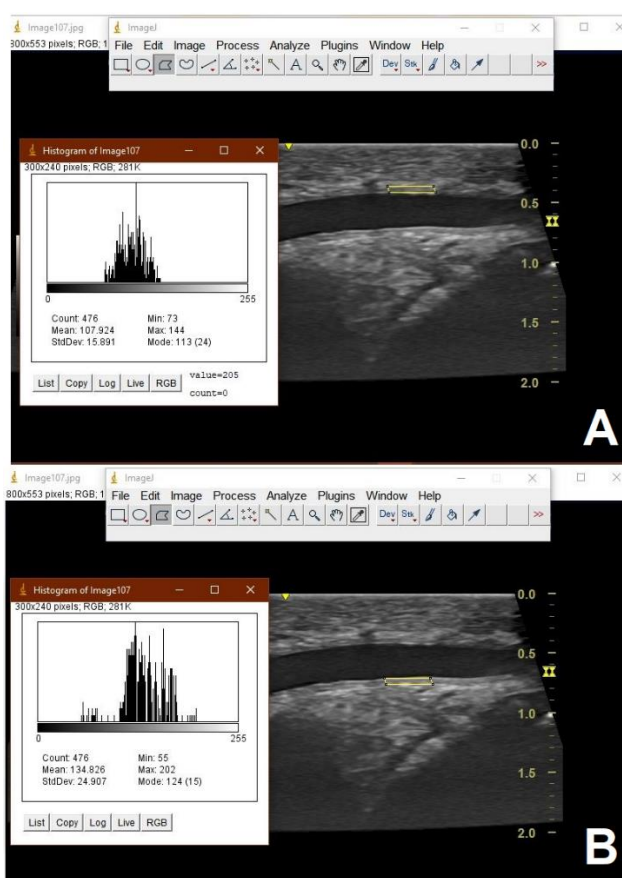 Image107.jpg
ImageJ
800x553 pixels; RGB; 1
File Edit Image Process Analyze Plugins Window Help
A Dev Stk >>
Histogram of Image107
300x240 pixels; RGB; 281K
0 255
Count: 476 Min: 73
Mean: 107.924 Max: 144
StdDev: 15.891 Mode: 113 (24)
List Copy Log Live RGB
value=205
count=0
0.0
0.5
1.0
1.5
2.0
A
Image107.jpg
ImageJ
800x553 pixels; RGB; 1
File Edit Image Process Analyze Plugins Window Help
A Dev Stk >>
Histogram of Image107
300x240 pixels; RGB; 281K
0 255
Count: 476 Min: 55
Mean: 134.826 Max: 202
StdDev: 24.907 Mode: 124 (15)
List Copy Log Live RGB
0.0
0.5
1.0
1.5
2.0
B